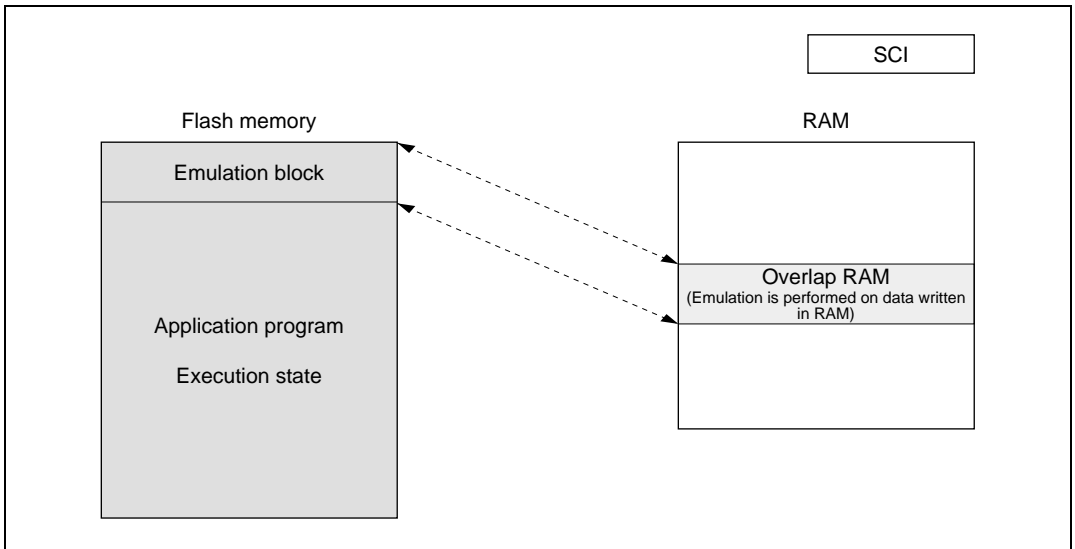 SCI
Flash memory
RAM
Emulation block
Application program
Execution state
Overlap RAM
(Emulation is performed on data written
in RAM)